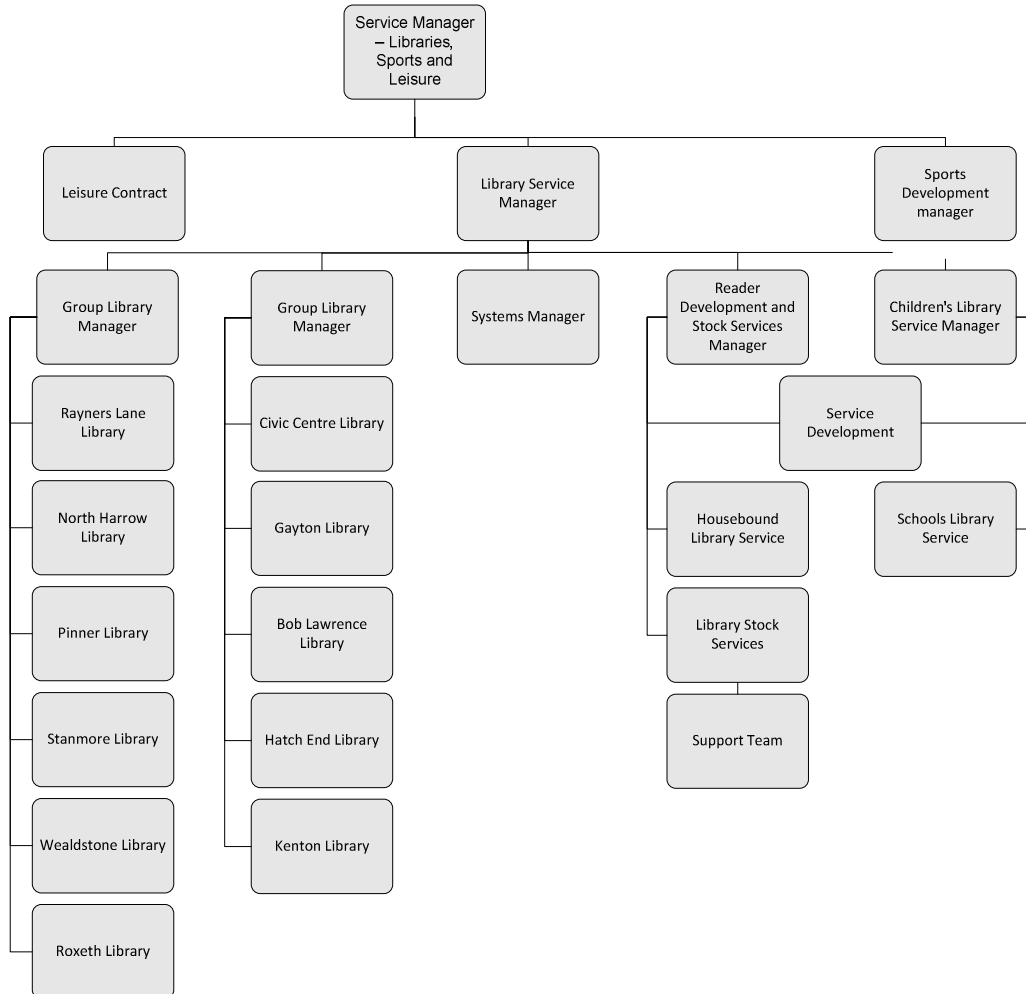 Service Manager
– Libraries,
Sports and
Leisure
Leisure Contract
Library Service
Manager
Sports
Development
manager
Group Library
Manager
Group Library
Manager
Systems Manager
Reader
Development and
Stock Services
Manager
Children's Library
Service Manager
Rayners Lane
Library
Civic Centre Library
Service
Development
North Harrow
Library
Gayton Library
Housebound
Library Service
Schools Library
Service
Pinner Library
Bob Lawrence
Library
Library Stock
Services
Stanmore Library
Hatch End Library
Support Team
Wealdstone Library
Kenton Library
Roxeth Library